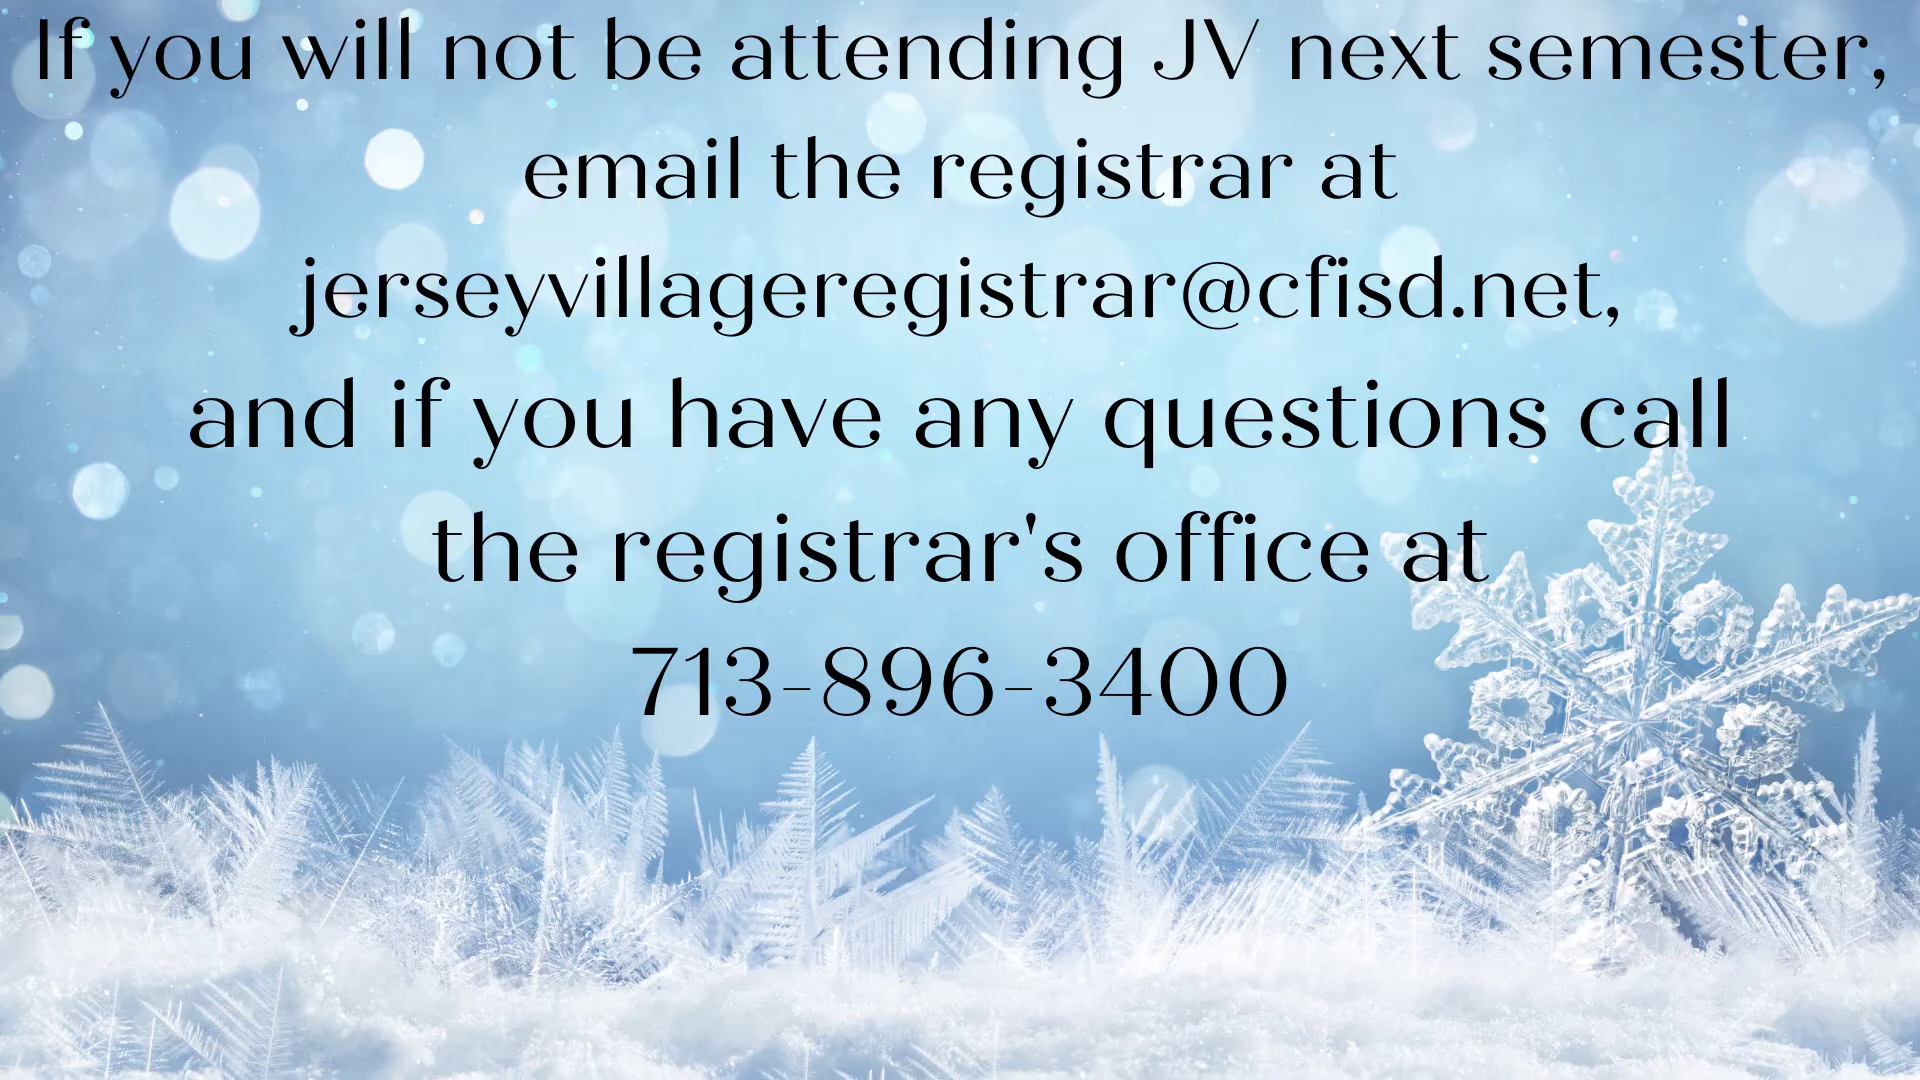 If you will not be attending JV next semester,
email the registrar at
jerseyvillageregistrar@cfisd.net,
and if you have any questions call
the registrar's office at
713-896-3400